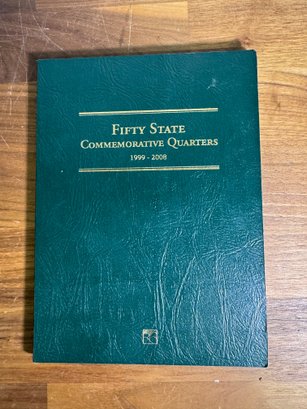 FIFTY STATE
COMMEMORATIVE QUARTERS
1999 - 2008